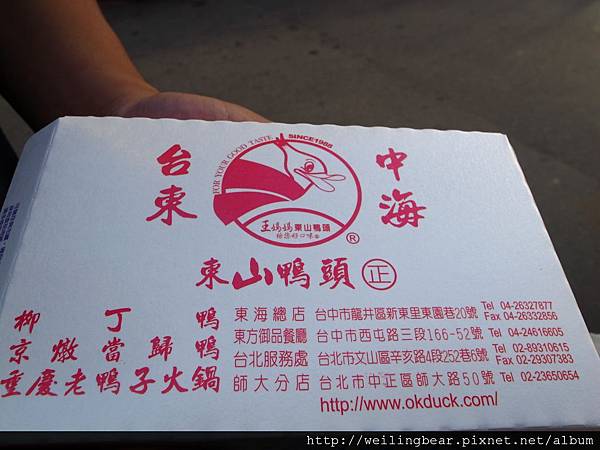 台中
東海
FOR YOUR GOOD TASTE
SINCE1968
王媽媽東山鴨頭
給您好口味
®
東山鴨頭 正
柳丁鴨
京燉當歸鴨
重慶老鴨子火鍋
東海總店 台中市龍井區新東里東園巷20號 Tel 04-26327877
Fax 04-26332856
東方御品餐廳 台中市西屯路三段166-52號 Tel 04-24616605
台北服務處 台北市文山區辛亥路4段252巷6號 Tel 02-89310615
Fax 02-29307383
師大分店 台北市中正區師大路50號 Tel 02-23650654
http://www.okduck.com/
http://weilingbear.pixnet.net/album